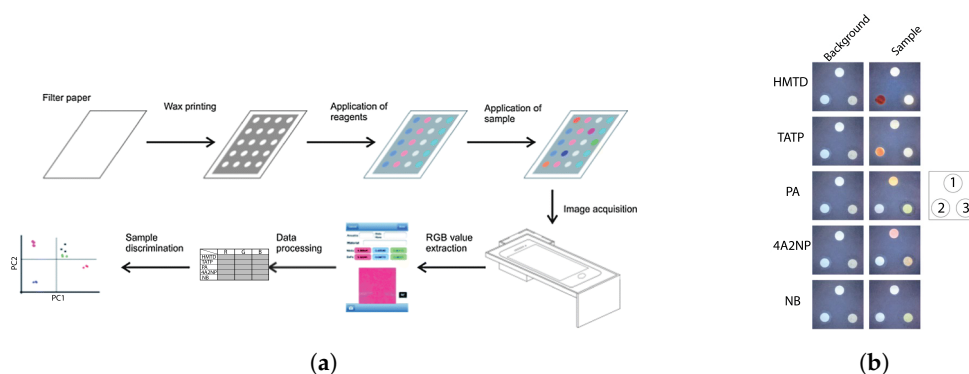 Filter paper
Wax printing
Application of
reagents
Application of
sample
Image acquisition
RGB value
extraction
Data
processing
R G B
HMTD
TATP
PA
4A2NP
NB
Sample
discrimination
PC2
PC1
(a)
Background
Sample
HMTD
TATP
PA
4A2NP
NB
1
2
3
(b)